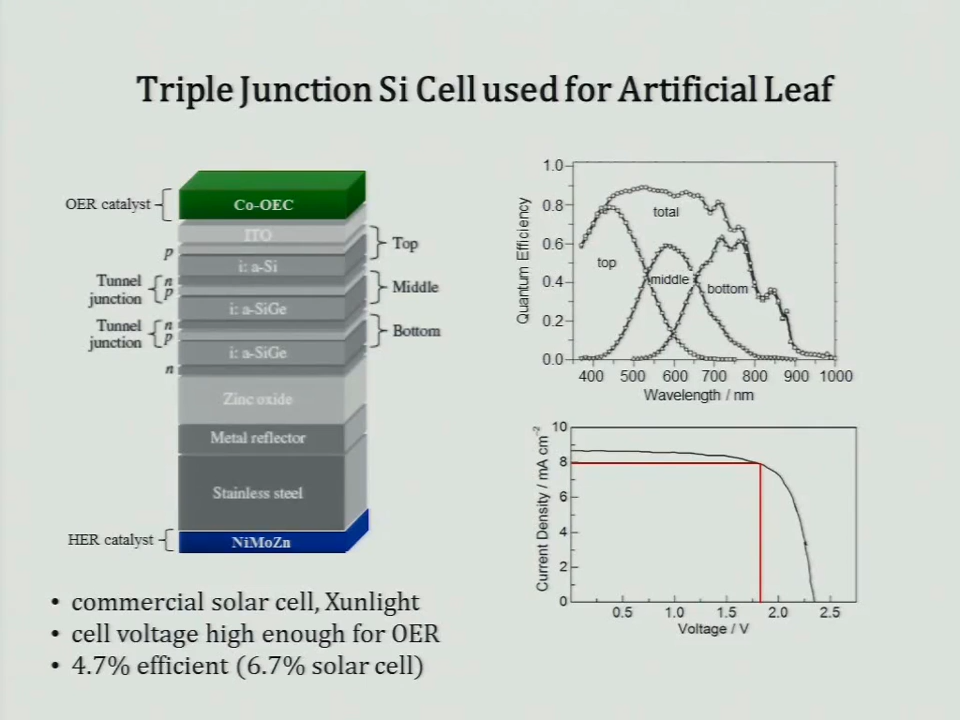 Triple Junction Si Cell used for Artificial Leaf
OER catalyst
Co-OEC
ITO
p
i: a-Si
Top
Tunnel
junction
n
p
i: a-SiGe
Middle
Tunnel
junction
n
p
i: a-SiGe
Bottom
n
Zinc oxide
Metal reflector
Stainless steel
HER catalyst
NiMoZn
Quantum Efficiency
1.0
0.8
0.6
0.4
0.2
0.0
total
top
middle
bottom
400 500 600 700 800 900 1000
Wavelength / nm
Current Density / mA cm⁻²
10
8
6
4
2
0
0.5 1.0 1.5 2.0 2.5
Voltage / V
• commercial solar cell, Xunlight
• cell voltage high enough for OER
• 4.7% efficient (6.7% solar cell)